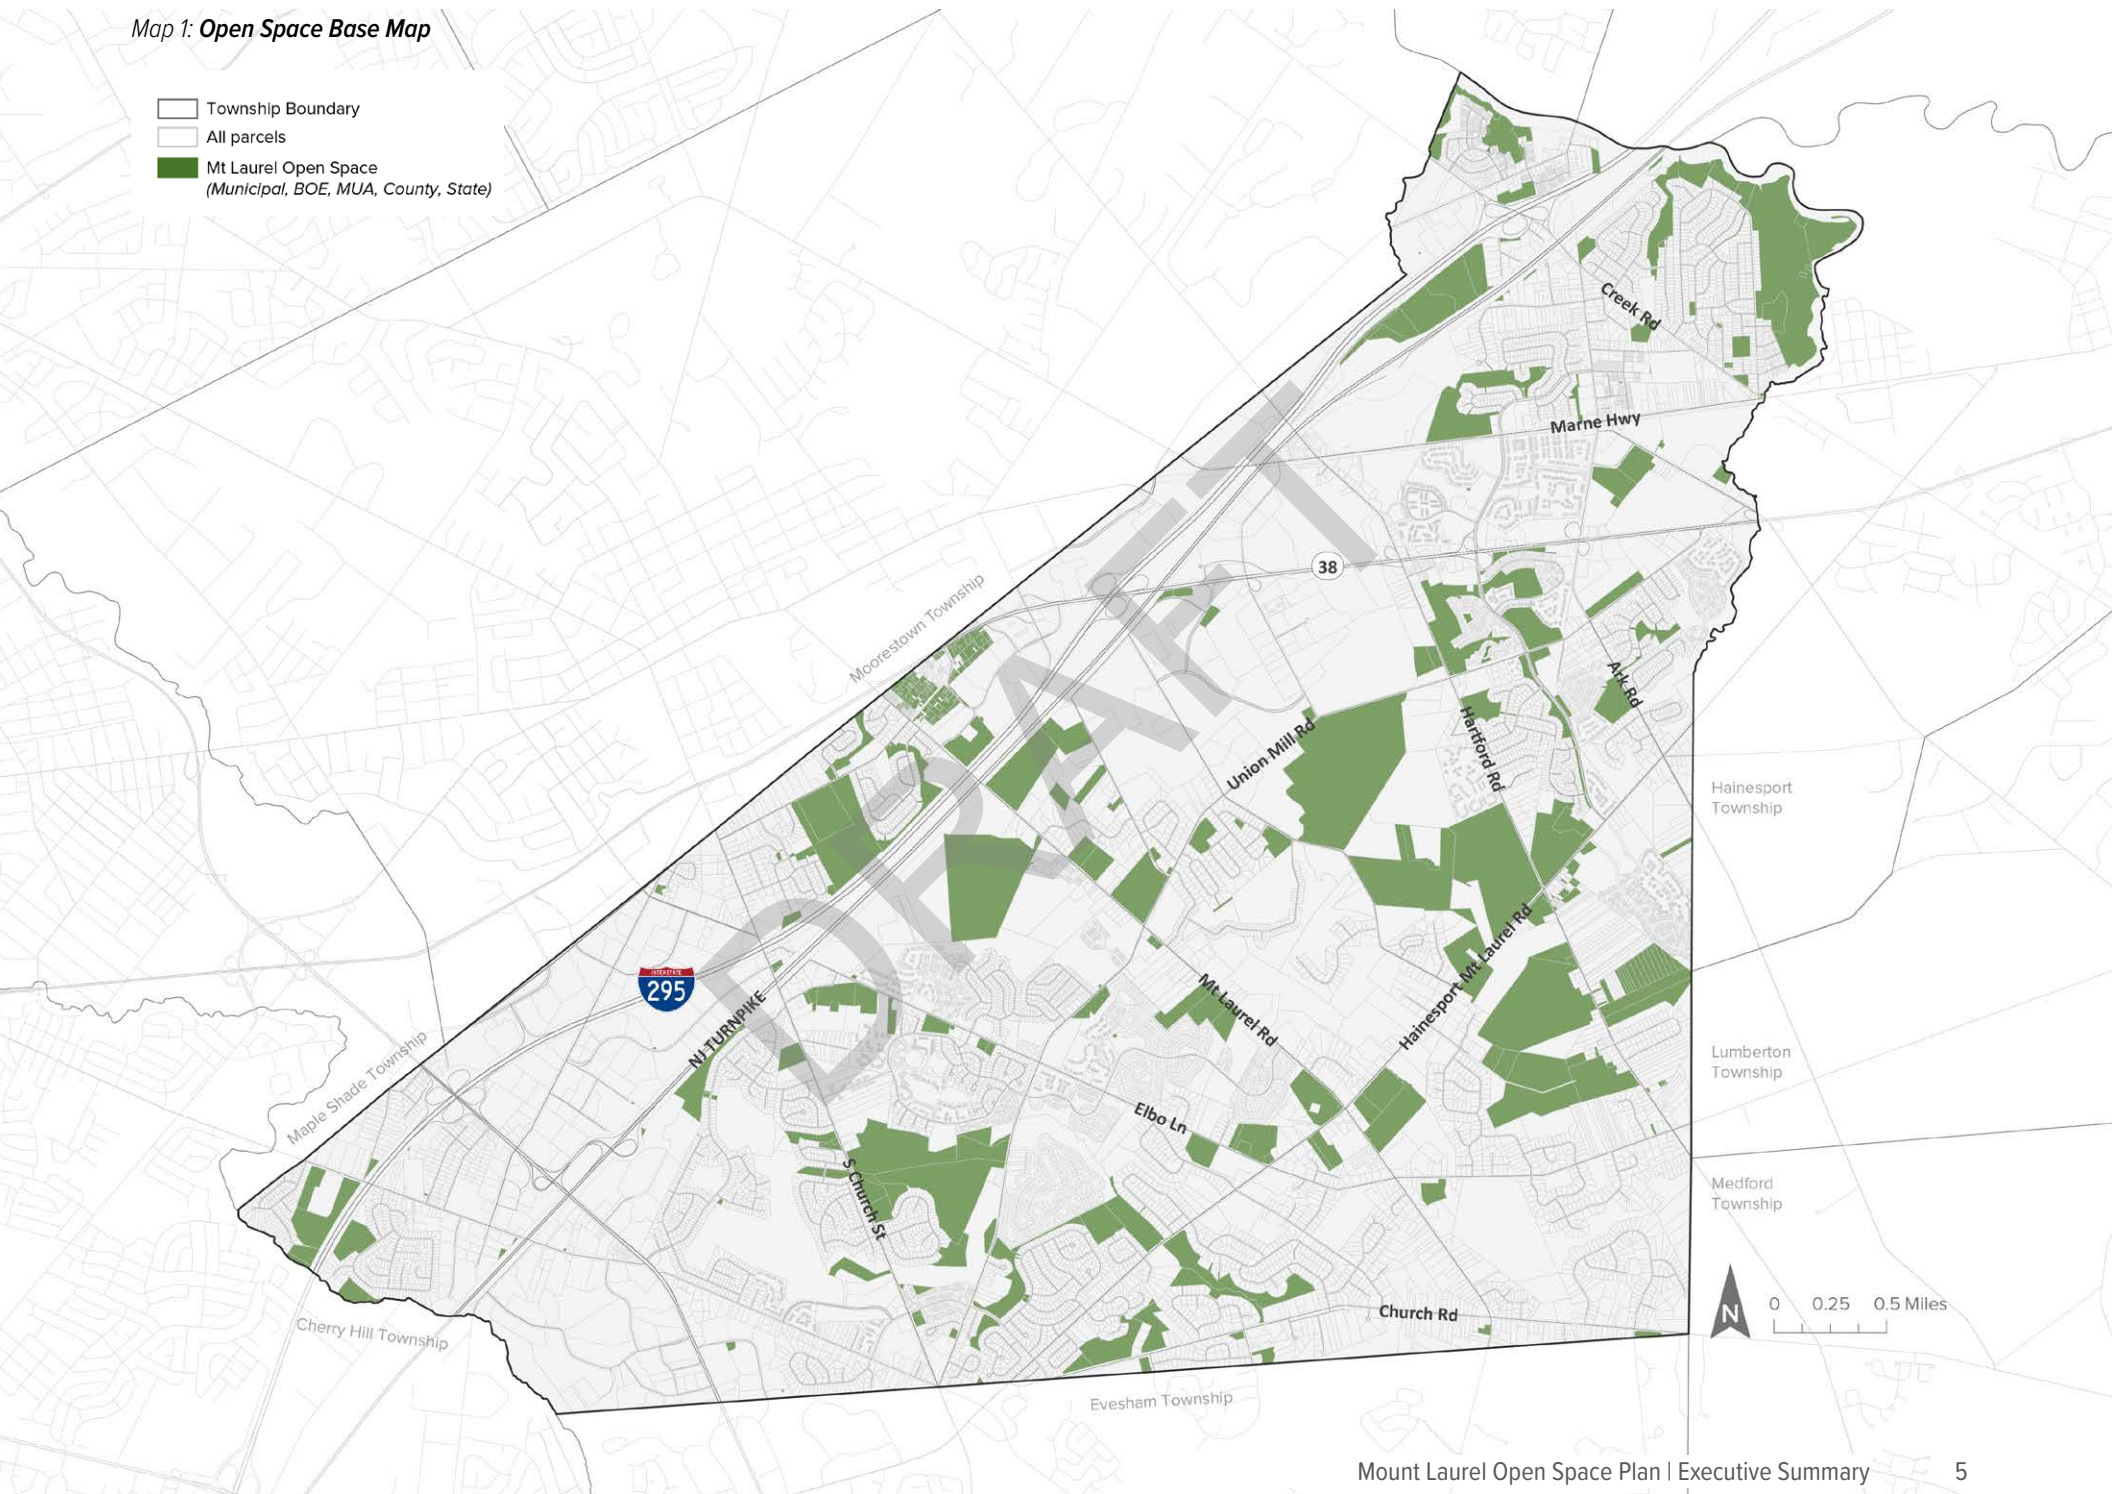 Map 1: Open Space Base Map
Township Boundary
All parcels
Mt Laurel Open Space
(Municipal, BOE, MUA, County, State)
Creek Rd
Marne Hwy
38
Moorestown Township
Ark Rd
Hartford Rd
Union Mill Rd
Hainesport
Township
DRAFT
Hainesport Mt Laurel Rd
INTERSTATE
295
NJ TURNPIKE
Mt Laurel Rd
Maple Shade Township
Lumberton
Township
Elbo Ln
S Church St
Medford
Township
Church Rd
N
0 0.25 0.5 Miles
Cherry Hill Township
Evesham Township
Mount Laurel Open Space Plan | Executive Summary 5